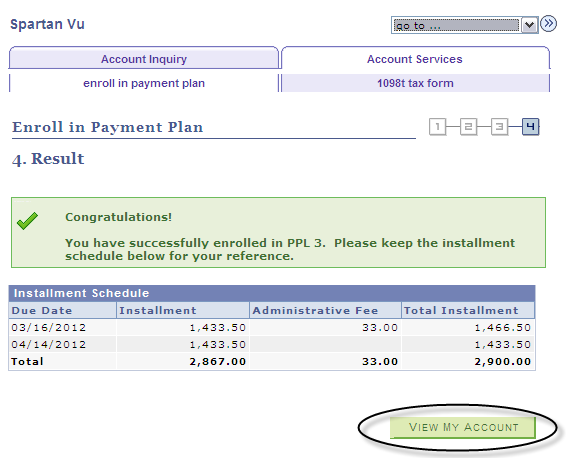 Spartan Vu
go to ...
Account Inquiry Account Services
enroll in payment plan 1098t tax form
Enroll in Payment Plan 1 2 3 4
4. Result
Congratulations!
You have successfully enrolled in PPL 3. Please keep the installment
schedule below for your reference.
Installment Schedule
Due Date Installment Administrative Fee Total Installment
03/16/2012 1,433.50 33.00 1,466.50
04/14/2012 1,433.50 1,433.50
Total 2,867.00 33.00 2,900.00
VIEW MY ACCOUNT